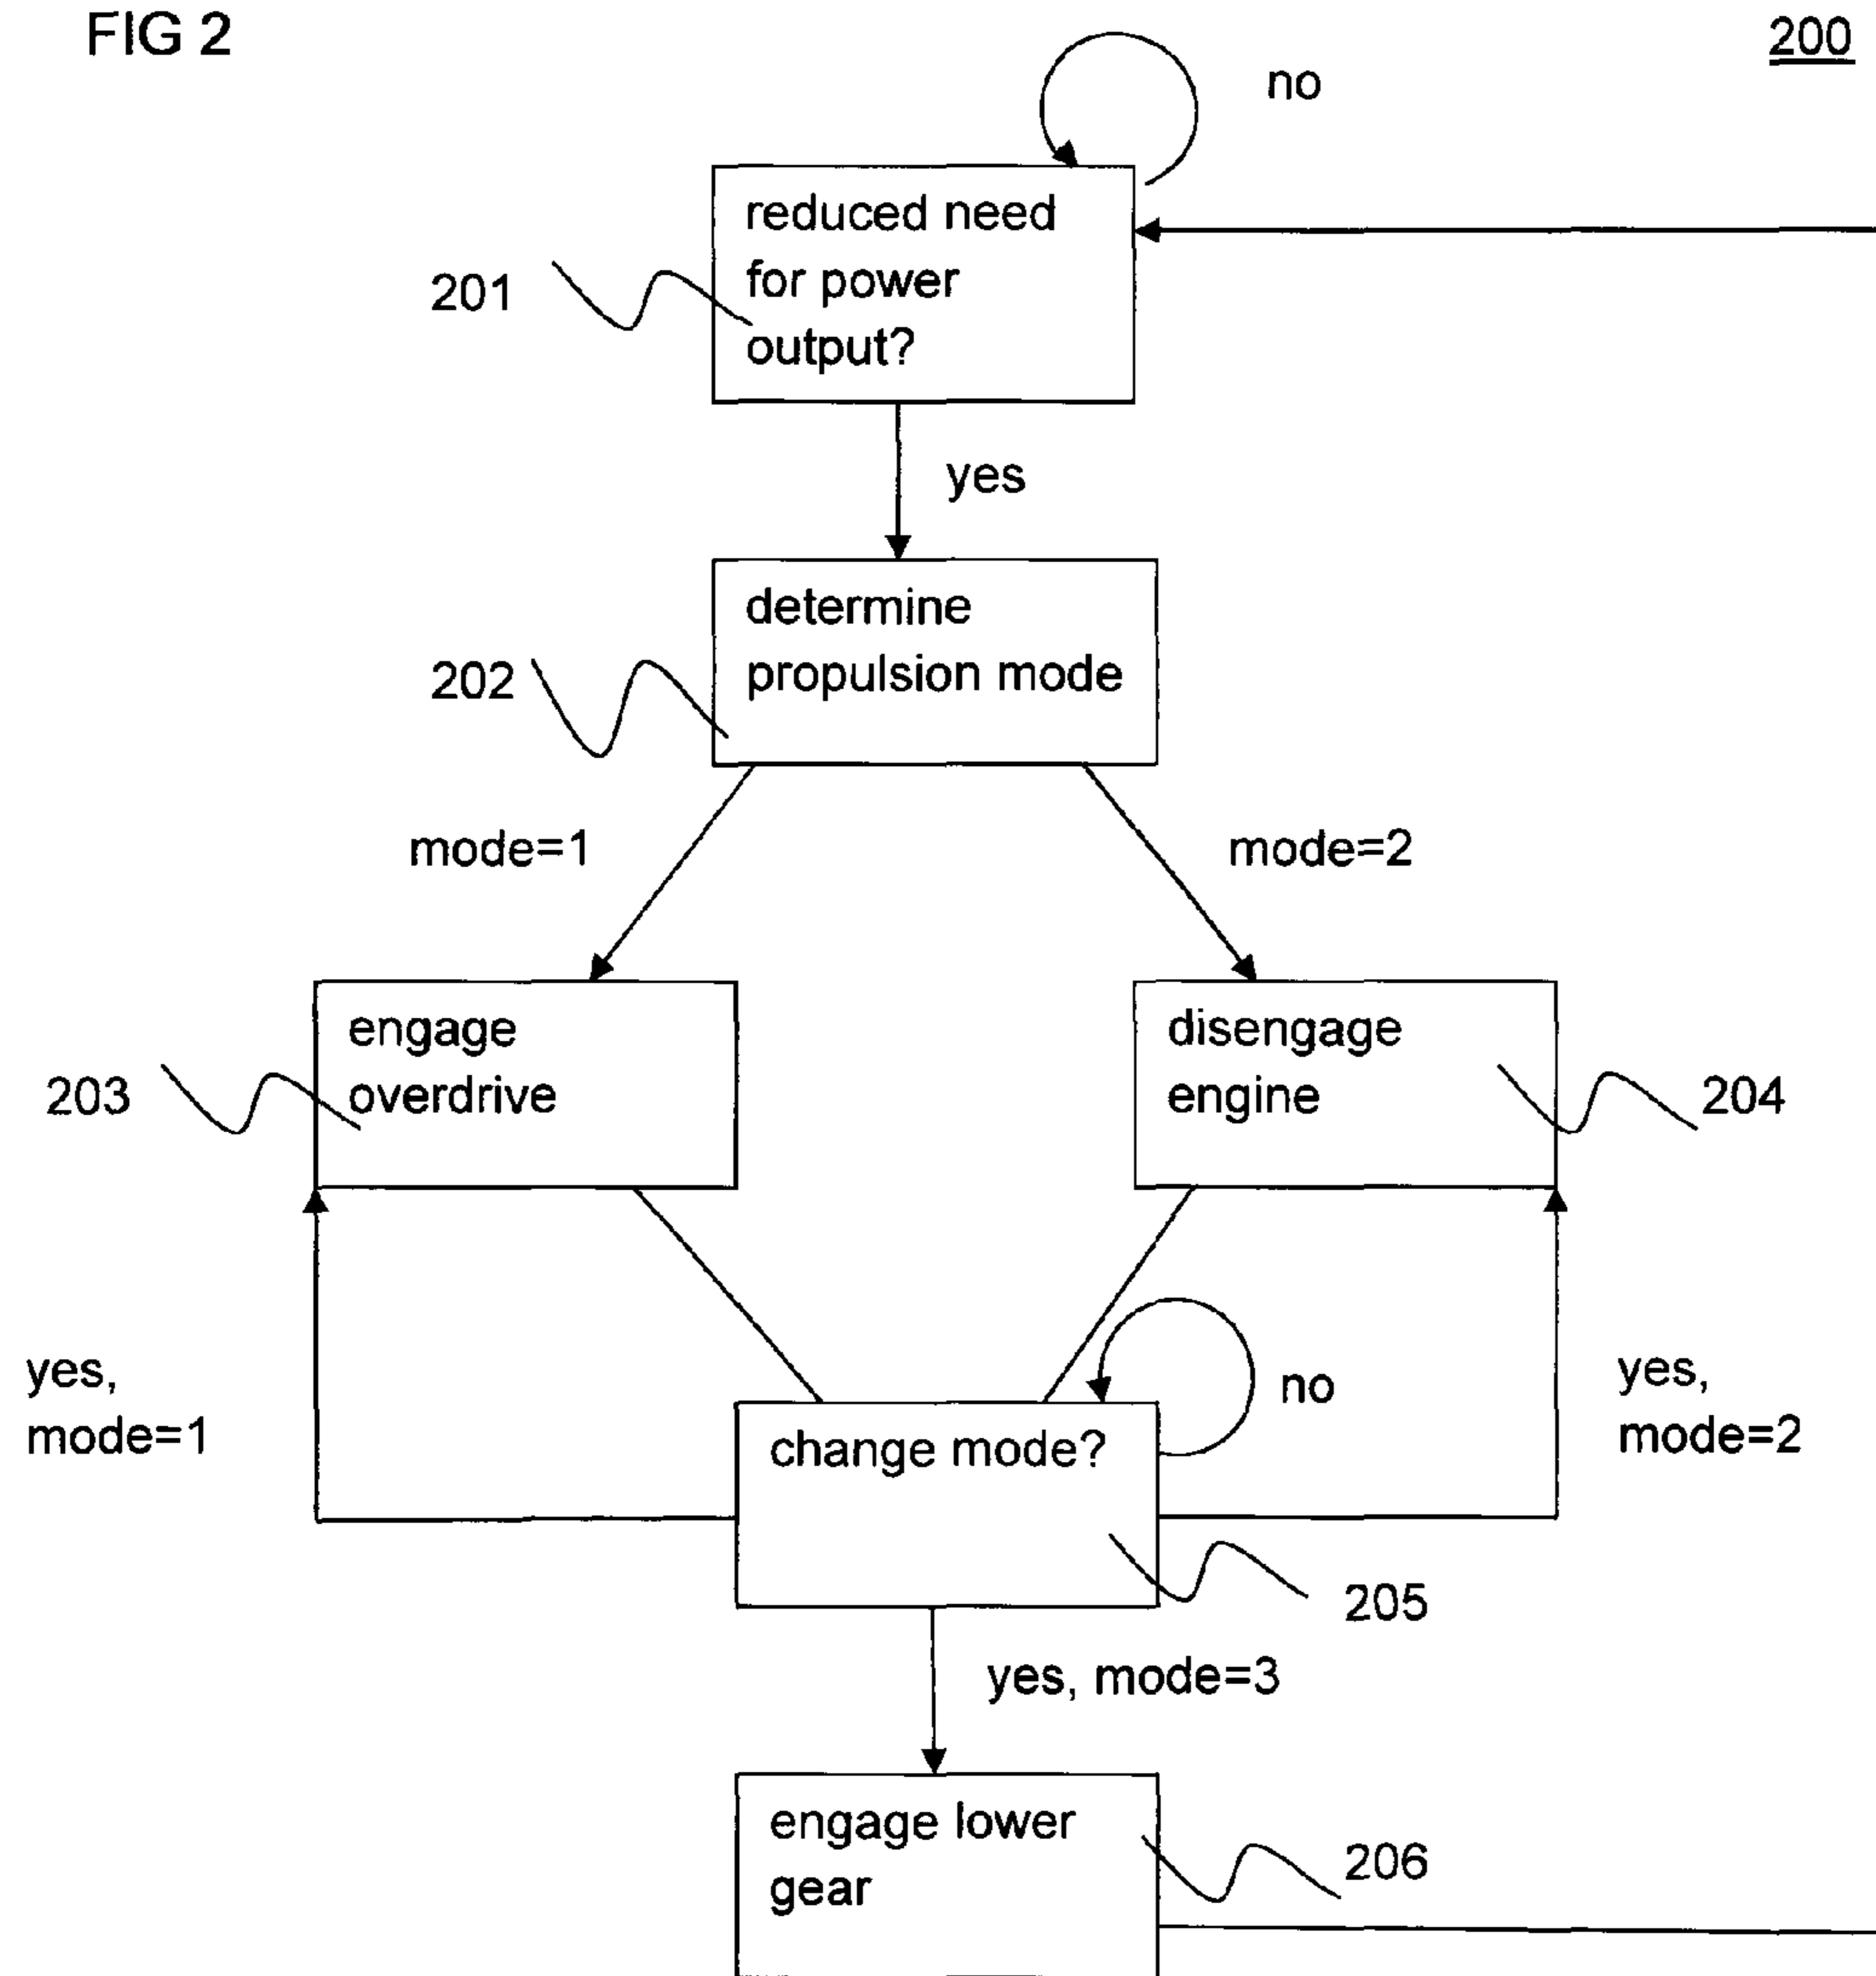 FIG 2
200
no
reduced need
for power
output?
201
yes
determine
propulsion mode
202
mode=1
mode=2
engage
overdrive
203
disengage
engine
204
yes,
mode=1
no
yes,
mode=2
change mode?
205
yes, mode=3
engage lower
gear
206